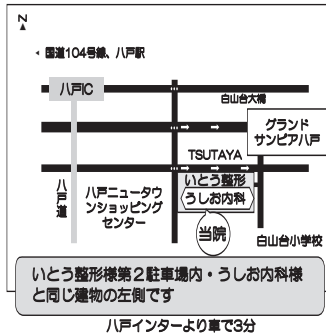 Z
国道104号線、八戸駅
八戸IC
白山台大橋
グランド
サンピア八戸
TSUTAYA
いとう整形
うしお内科
八戸道
八戸ニュータウ
ンショッピング
センター
当院
白山台小学校
いとう整形様第2駐車場内・うしお内科様
と同じ建物の左側です
八戸インターより車で3分